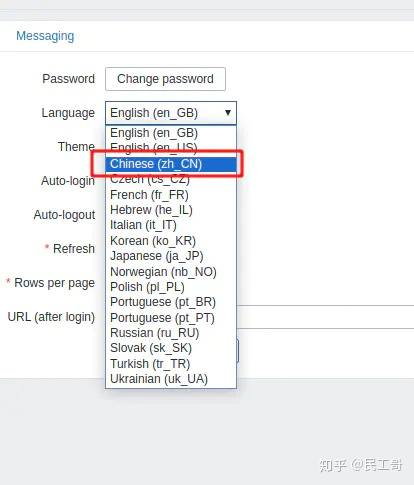 Messaging
Password Change password
Language English (en_GB)
English (en_GB)
Theme
English (en_US)
Chinese (zh_CN)
Auto-login
Czech (cs_CZ)
French (fr_FR)
Auto-logout
Hebrew (he_IL)
Italian (it_IT)
* Refresh
Korean (ko_KR)
Japanese (ja_JP)
* Rows per page
Norwegian (nb_NO)
Polish (pl_PL)
Portuguese (pt_BR)
URL (after login)
Portuguese (pt_PT)
Russian (ru_RU)
Slovak (sk_SK)
Turkish (tr_TR)
Ukrainian (uk_UA)
知乎 @民工哥